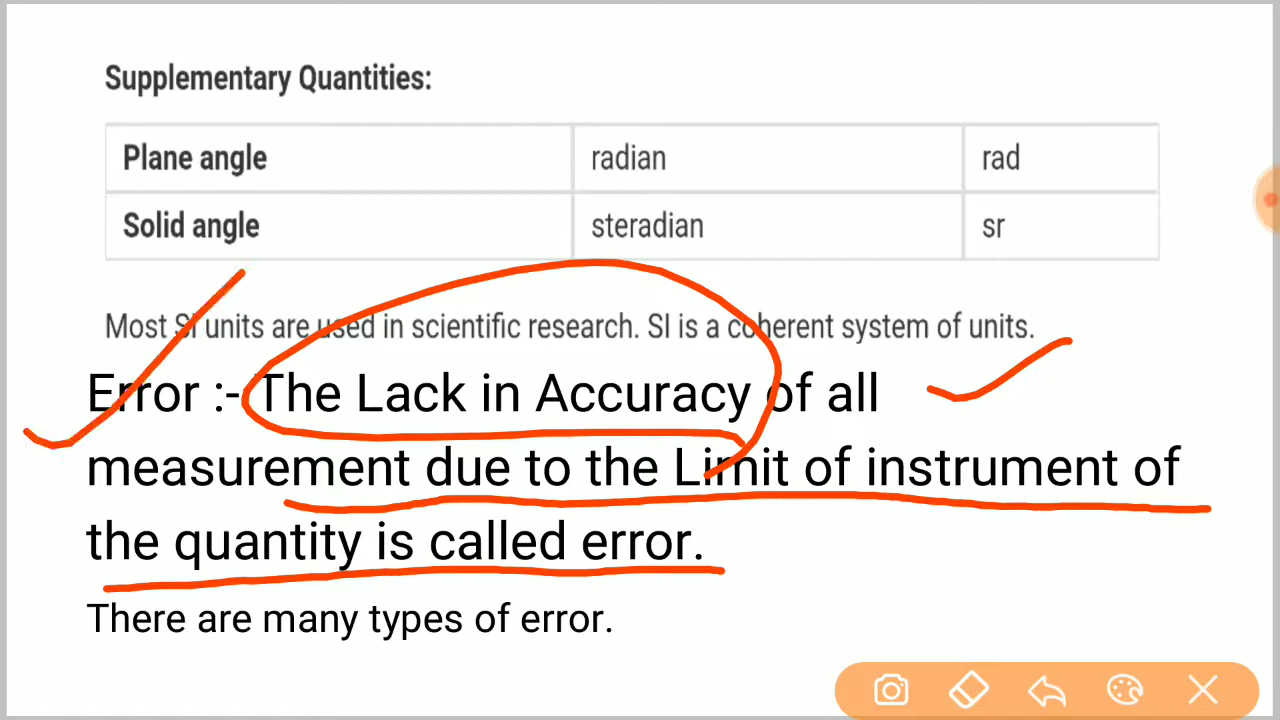 Supplementary Quantities:
Plane angle radian rad
Solid angle steradian sr
Most SI units are used in scientific research. SI is a coherent system of units.
Error :- The Lack in Accuracy of all
measurement due to the Limit of instrument of
the quantity is called error.
There are many types of error.